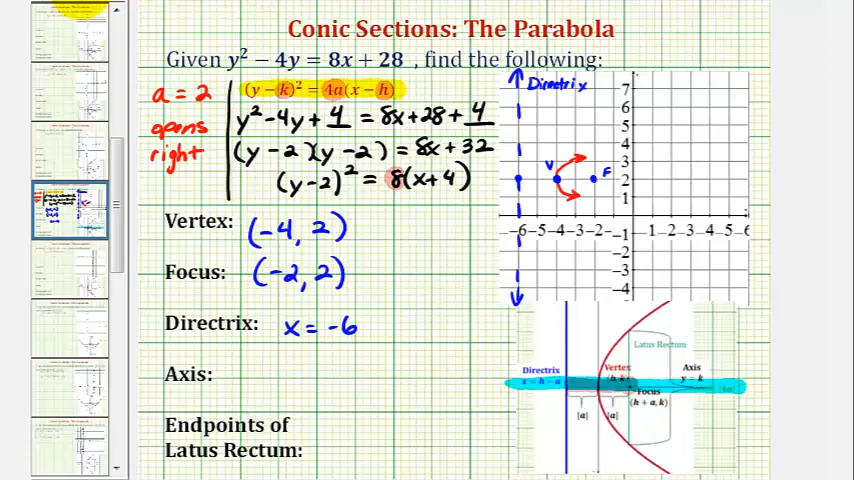 Conic Sections: The Parabola
Given y² − 4y = 8x + 28 , find the following:
a = 2
opens
right
(y − k)² = 4a(x − h)
y² - 4y + 4 = 8x + 28 + 4
(y - 2)(y - 2) = 8x + 32
(y - 2)² = 8(x + 4)
Vertex: (-4, 2)
Focus: (-2, 2)
Directrix: x = -6
Axis:
Endpoints of
Latus Rectum:
Directrix
7
6
5
4
3
2
1
V
F
−6 −5 −4 −3 −2 −1 1 2 3 4 5 6
−1
−2
−3
−4
Latus Rectum
Directrix
x = h − a
Vertex
(h, k)
Axis
y = k
Focus
(h + a, k)
|a| |a|